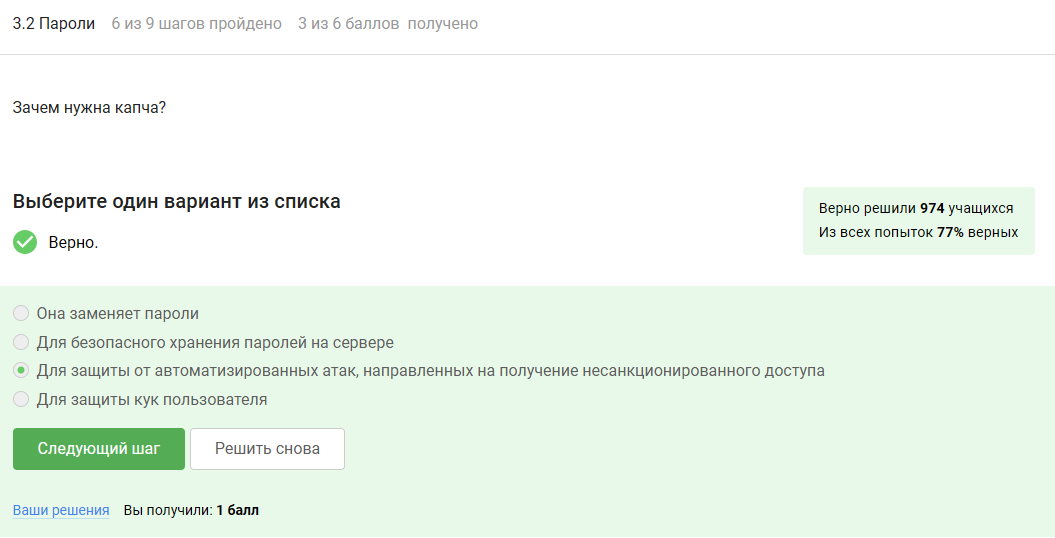 3.2 Пароли 6 из 9 шагов пройдено 3 из 6 баллов получено
Зачем нужна капча?
Выберите один вариант из списка
Верно.
Верно решили 974 учащихся
Из всех попыток 77% верных
Она заменяет пароли
Для безопасного хранения паролей на сервере
Для защиты от автоматизированных атак, направленных на получение несанкционированного доступа
Для защиты кук пользователя
Следующий шаг Решить снова
Ваши решения Вы получили: 1 балл